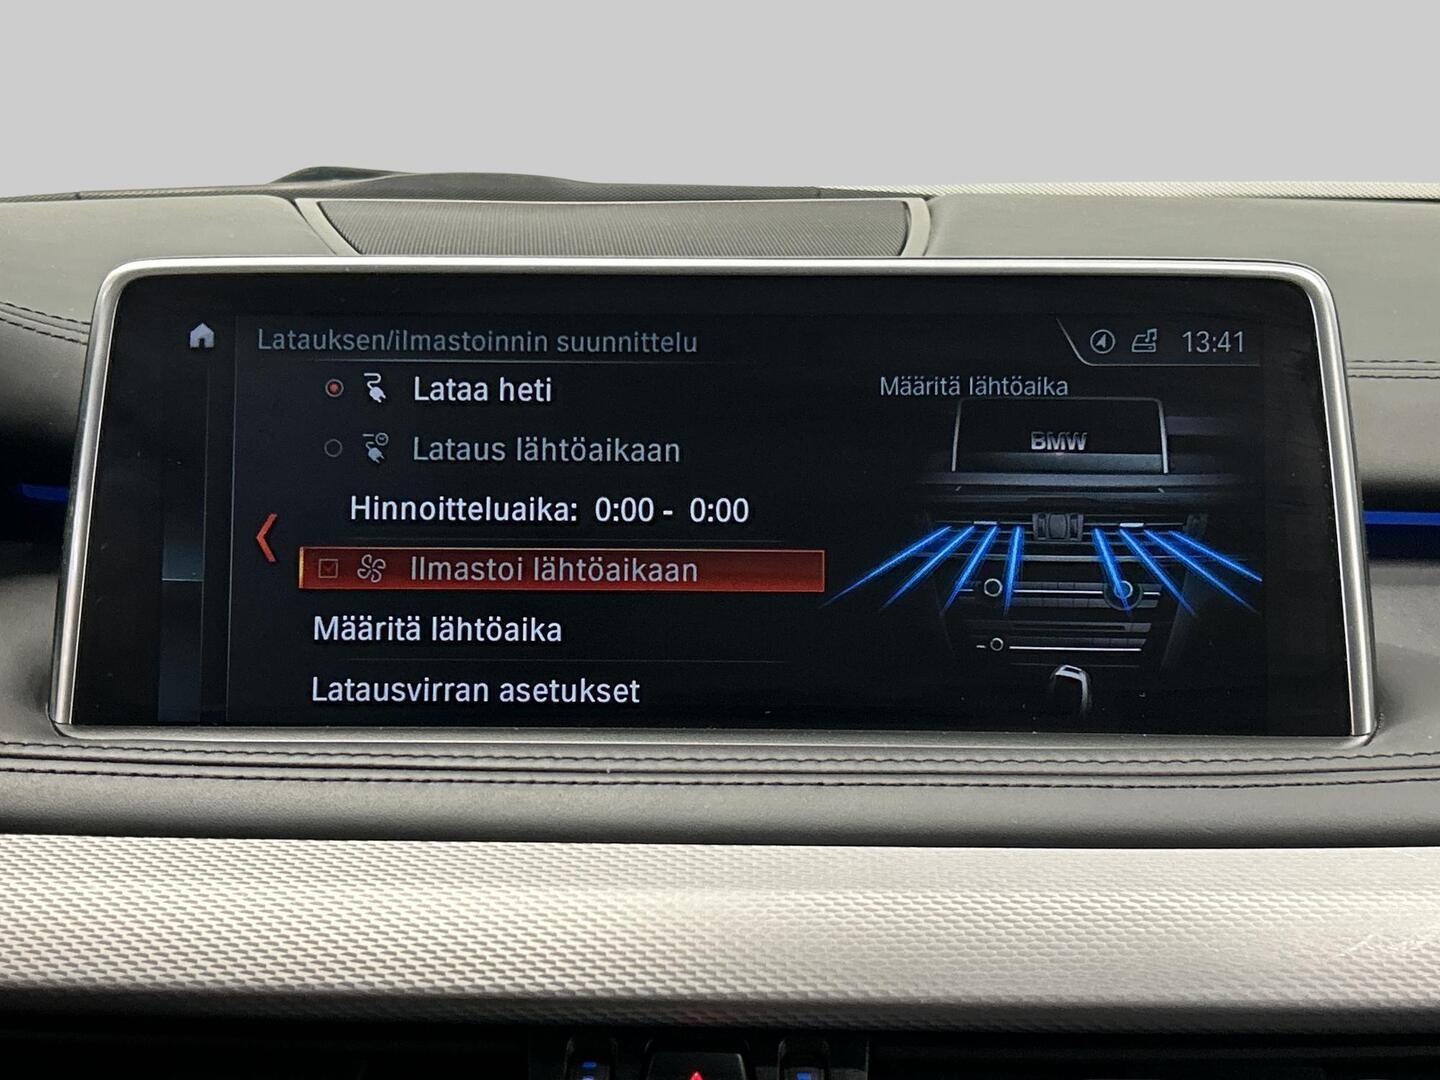 Latauksen/ilmastoinnin suunnittelu
13:41
Lataa heti
Lataus lähtöaikaan
Hinnoitteluaika: 0:00 - 0:00
Ilmastoi lähtöaikaan
Määritä lähtöaika
Latausvirran asetukset
Määritä lähtöaika
BMW